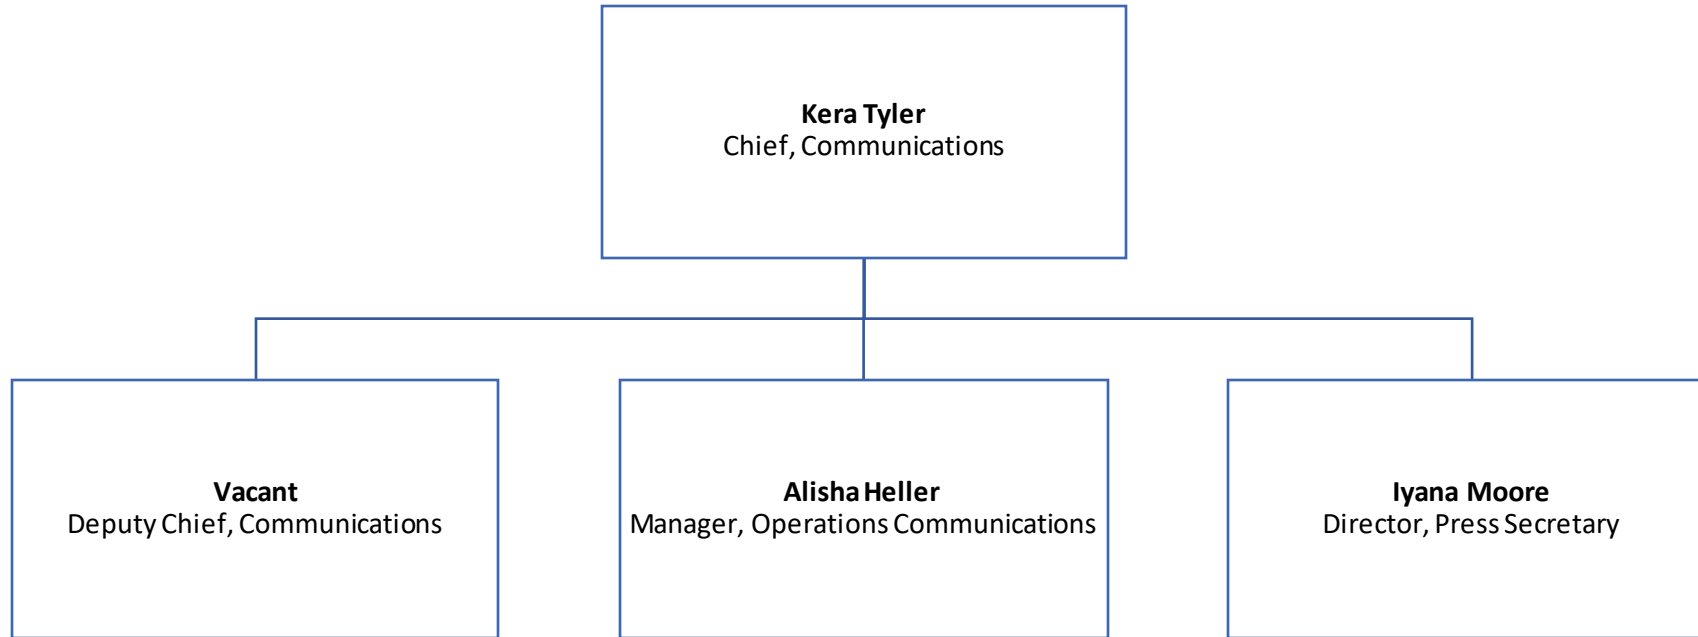 Kera Tyler
Chief, Communications
Vacant
Deputy Chief, Communications
Alisha Heller
Manager, Operations Communications
Iyana Moore
Director, Press Secretary